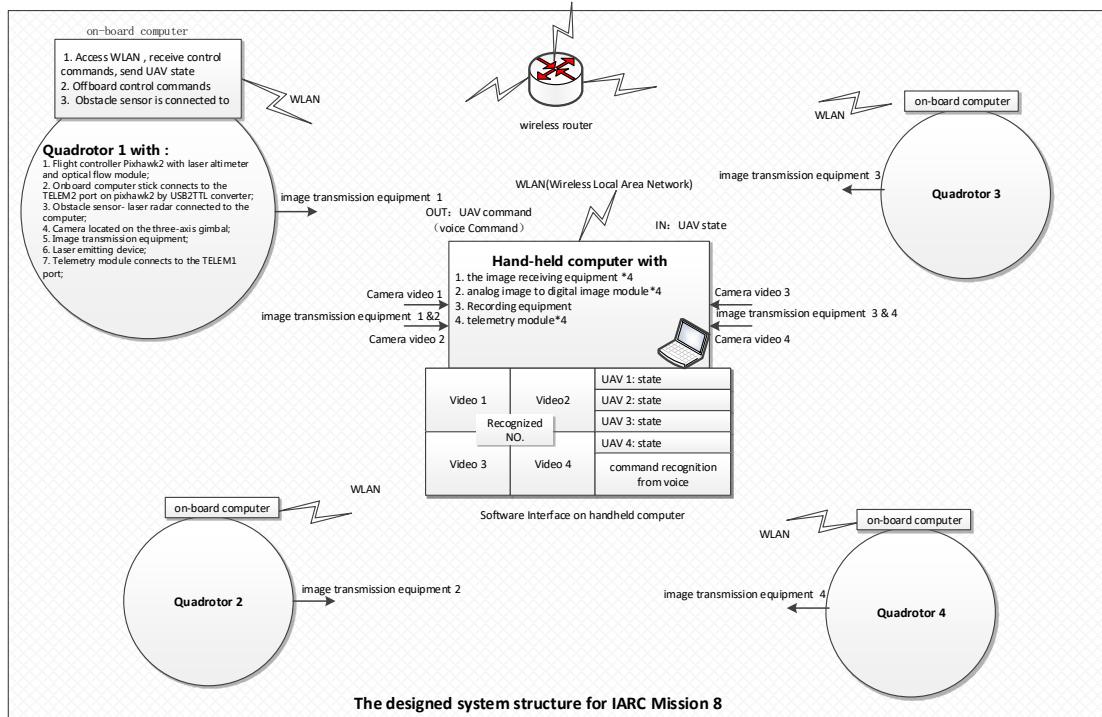 on-board computer
1. Access WLAN , receive control
commands, send UAV state
2. Offboard control commands
3. Obstacle sensor is connected to
WLAN
Quadrotor 1 with :
1. Flight controller Pixhawk2 with laser altimeter
and optical flow module;
2. Onboard computer stick connects to the
TELEM2 port on pixhawk2 by USB2TTL converter;
3. Obstacle sensor- laser radar connected to the
computer;
4. Camera located on the three-axis gimbal;
5. Image transmission equipment;
6. Laser emitting device;
7. Telemetry module connects to the TELEM1
port;
image transmission equipment 1
wireless router
WLAN
on-board computer
image transmission equipment 3
Quadrotor 3
WLAN(Wireless Local Area Network)
OUT: UAV command
（voice Command）
IN: UAV state
Hand-held computer with
1. the image receiving equipment *4
2. analog image to digital image module*4
3. Recording equipment
4. telemetry module*4
Camera video 1
image transmission equipment 1 &2
Camera video 2
Camera video 3
image transmission equipment 3 & 4
Camera video 4
Video 1
Video2
Recognized
NO.
Video 3
Video 4
UAV 1: state
UAV 2: state
UAV 3: state
UAV 4: state
command recognition
from voice
Software Interface on handheld computer
on-board computer
WLAN
Quadrotor 2
image transmission equipment 2
WLAN
on-board computer
image transmission equipment 4
Quadrotor 4
The designed system structure for IARC Mission 8